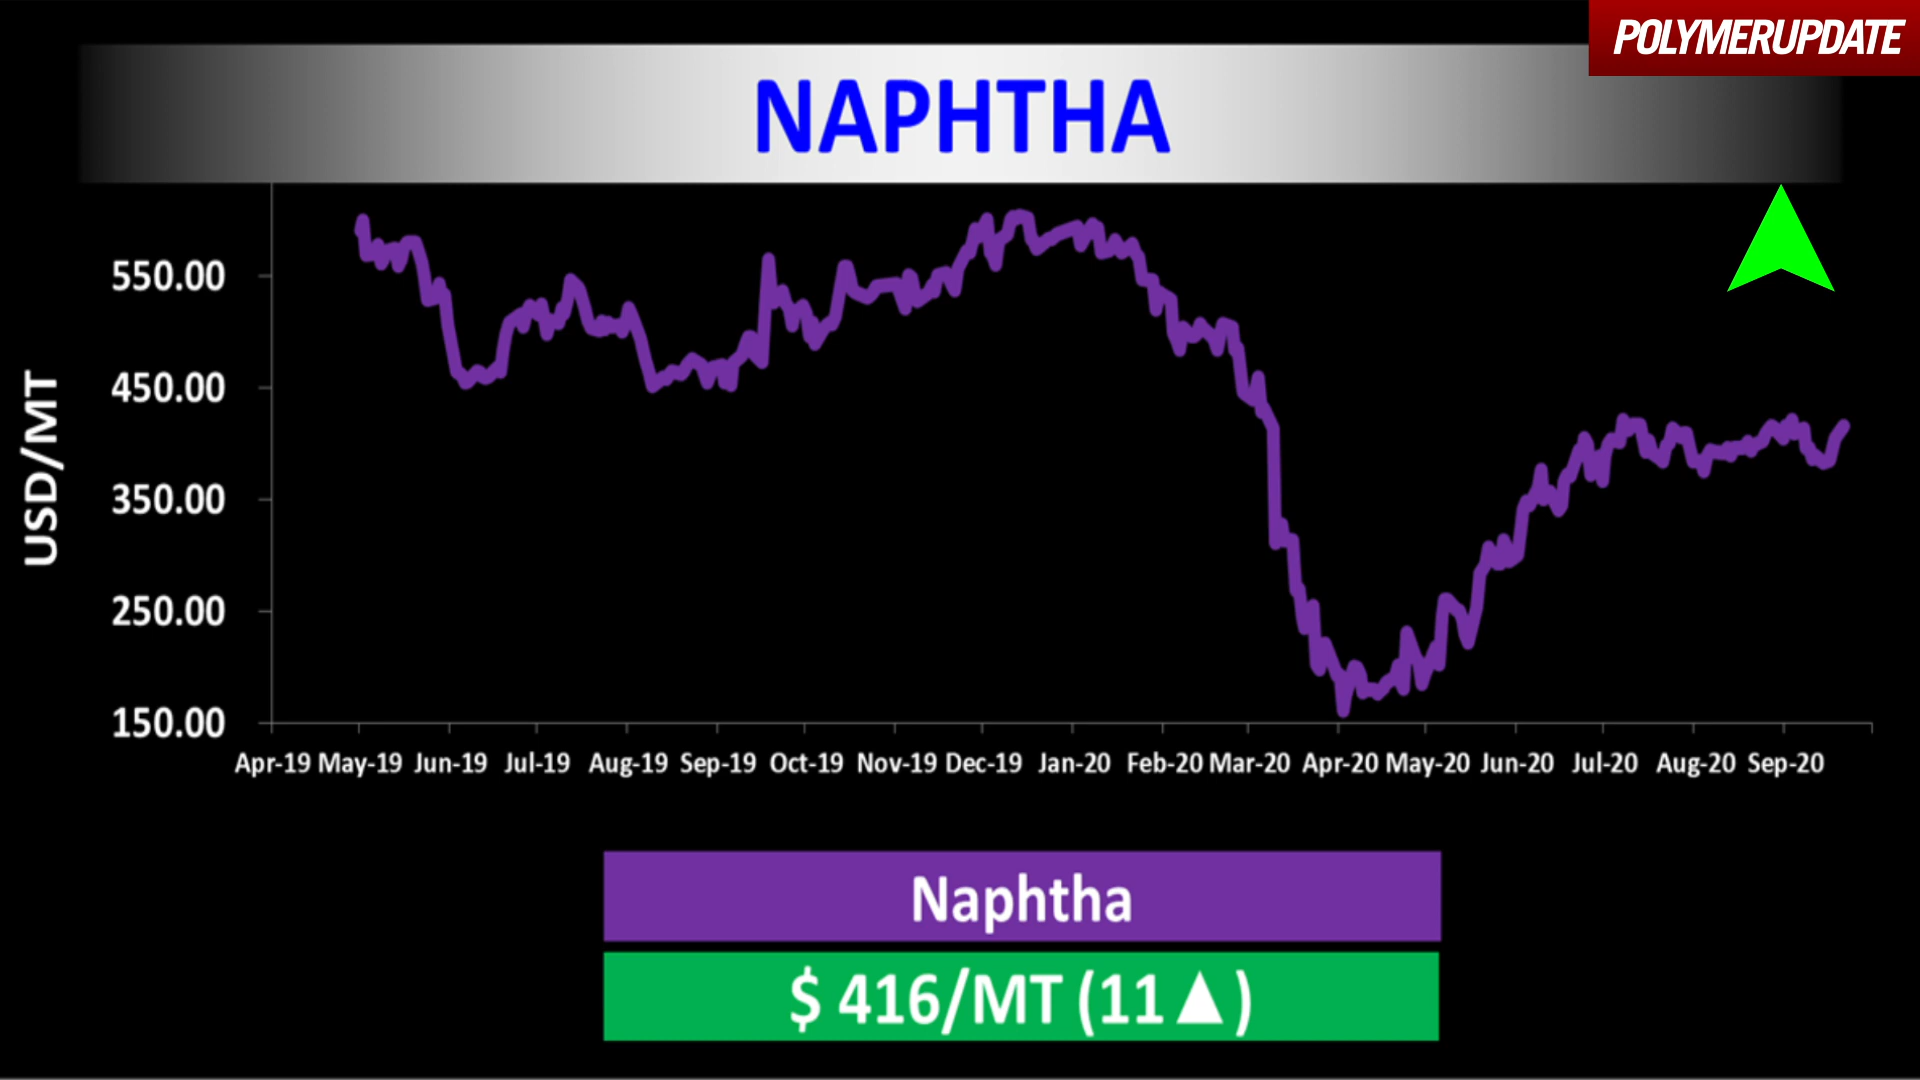 POLYMERUPDATE
NAPHTHA
USD/MT
550.00
450.00
350.00
250.00
150.00
Apr-19 May-19 Jun-19 Jul-19 Aug-19 Sep-19 Oct-19 Nov-19 Dec-19 Jan-20 Feb-20 Mar-20 Apr-20 May-20 Jun-20 Jul-20 Aug-20 Sep-20
Naphtha
$ 416/MT (11▲)